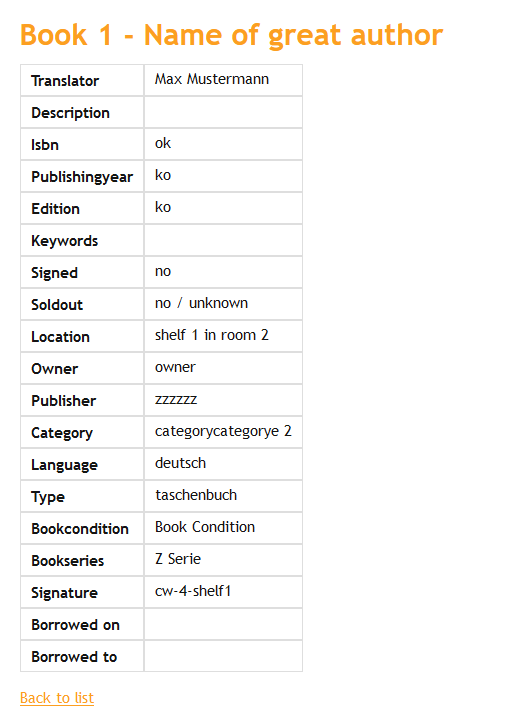 Book 1 - Name of great author
Translator Max Mustermann
Description
Isbn ok
Publishingyear ko
Edition ko
Keywords
Signed no
Soldout no / unknown
Location shelf 1 in room 2
Owner owner
Publisher zzzzzz
Category categorycategorye 2
Language deutsch
Type taschenbuch
Bookcondition Book Condition
Bookseries Z Serie
Signature cw-4-shelf1
Borrowed on
Borrowed to
Back to list